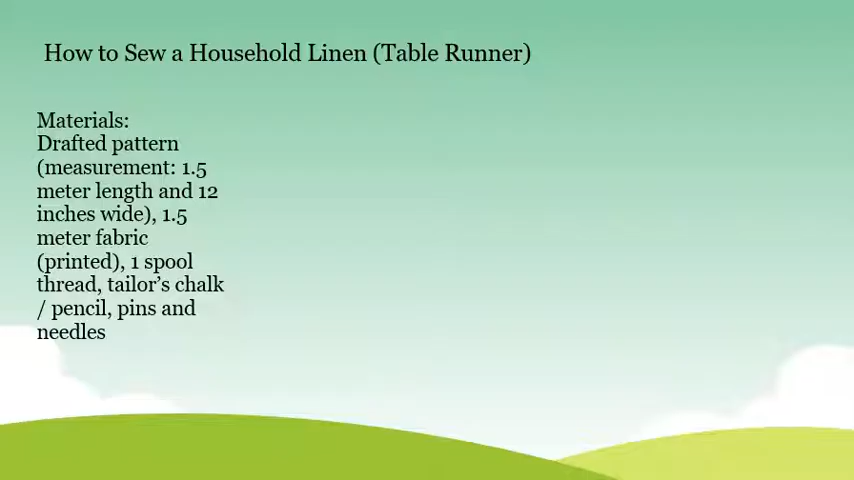 How to Sew a Household Linen (Table Runner)
Materials:
Drafted pattern
(measurement: 1.5
meter length and 12
inches wide), 1.5
meter fabric
(printed), 1 spool
thread, tailor’s chalk
/ pencil, pins and
needles